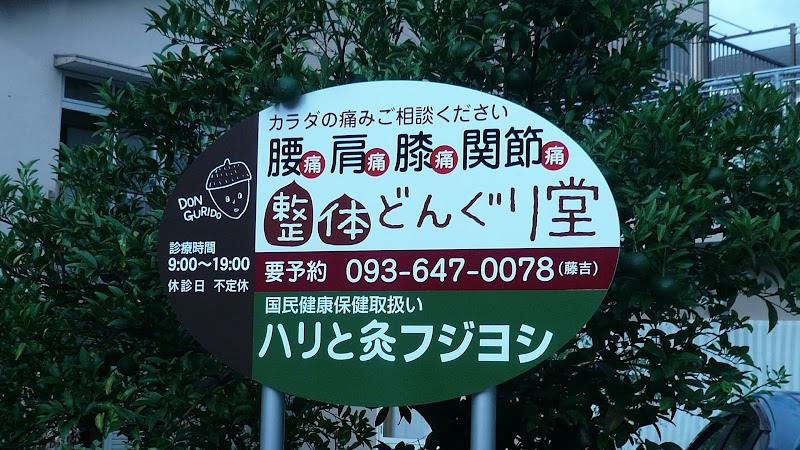 カラダの痛みご相談ください
腰痛肩痛膝痛関節痛
整体どんぐり堂
DON
GURIDO
診療時間
9:00〜19:00
休診日 不定休
要予約 093-647-0078(藤吉)
国民健康保健取扱い
ハリと灸フジヨシ